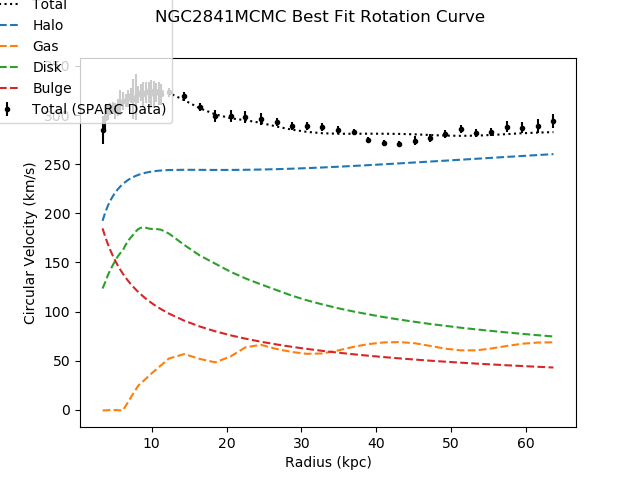 NGC2841MCMC Best Fit Rotation Curve
Total
Halo
Gas
Disk
Bulge
Total (SPARC Data)
350
300
250
200
150
100
50
0
Circular Velocity (km/s)
10 20 30 40 50 60
Radius (kpc)